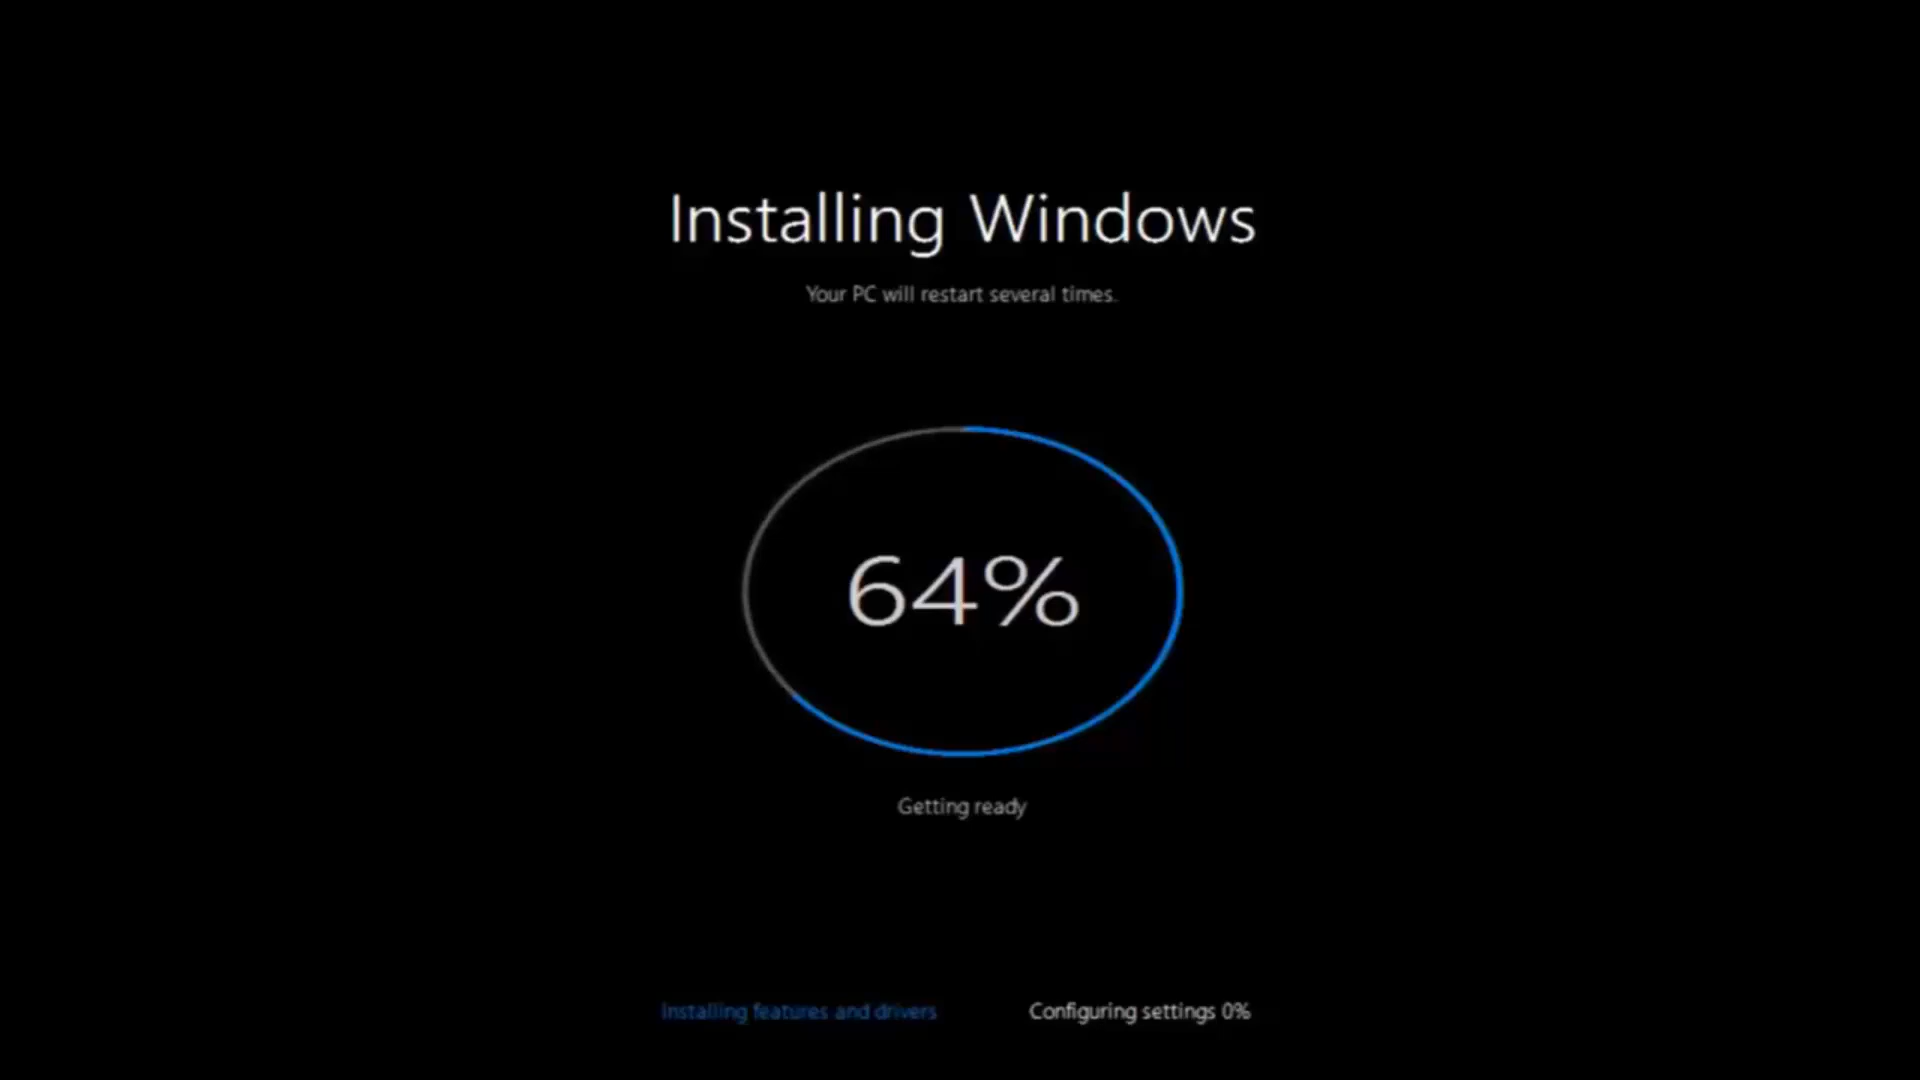 Installing Windows
Your PC will restart several times.
64%
Getting ready
Installing features and drivers
Configuring settings 0%